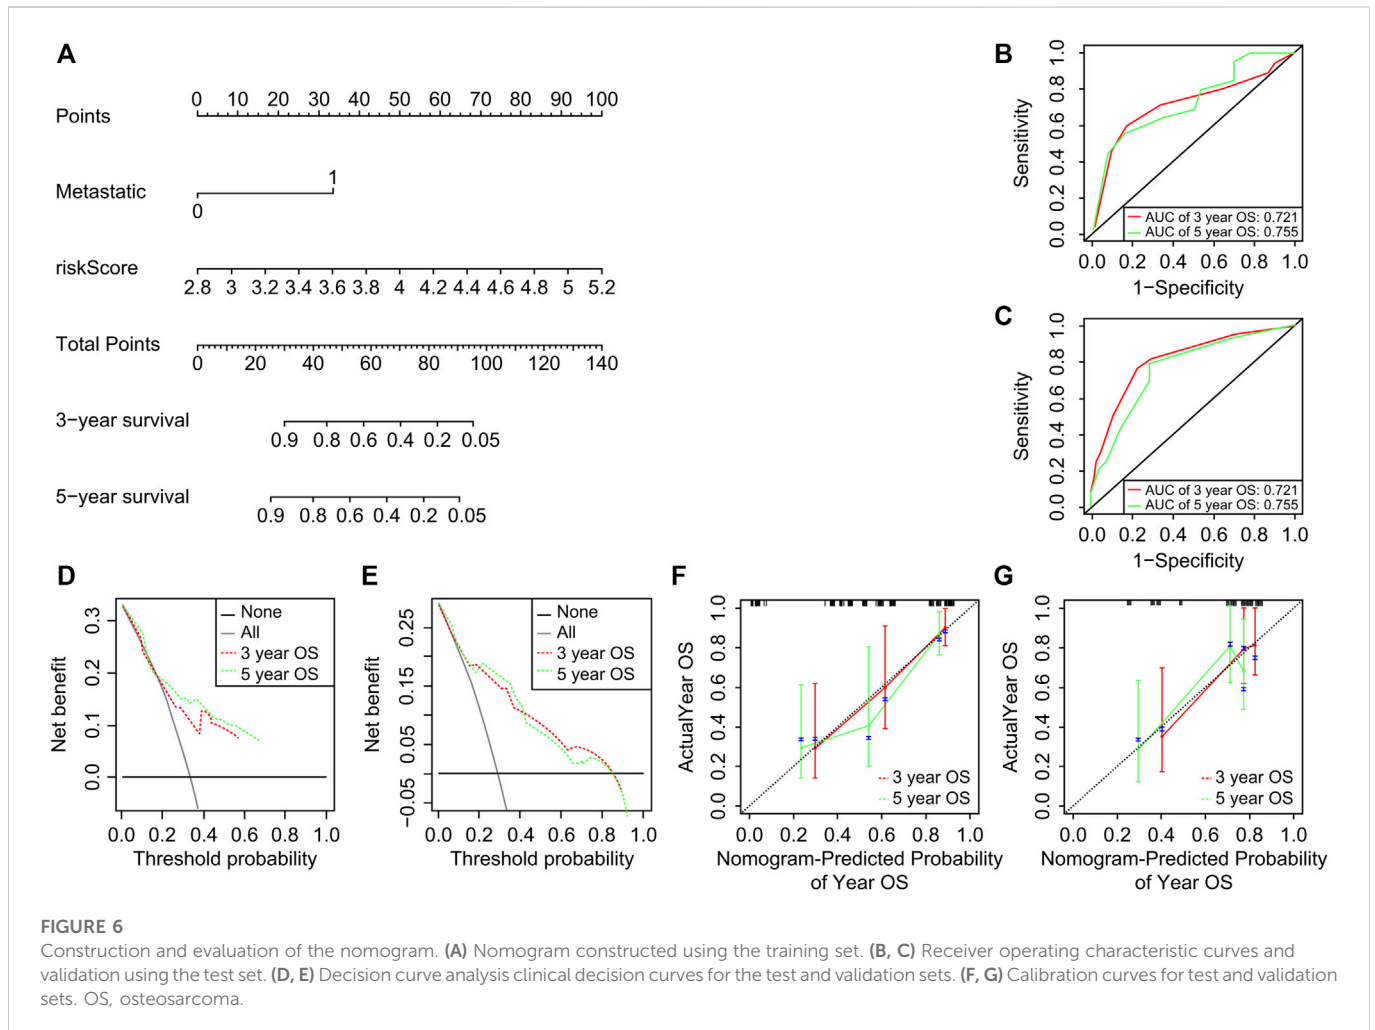 A
Points
0 10 20 30 40 50 60 70 80 90 100
Metastatic
1
0
riskScore
2.8 3 3.2 3.4 3.6 3.8 4 4.2 4.4 4.6 4.8 5 5.2
Total Points
0 20 40 60 80 100 120 140
3−year survival
0.9 0.8 0.6 0.4 0.2 0.05
5−year survival
0.9 0.8 0.6 0.4 0.2 0.05
B
Sensitivity
0.0 0.2 0.4 0.6 0.8 1.0
AUC of 3 year OS: 0.721
AUC of 5 year OS: 0.755
0.0 0.2 0.4 0.6 0.8 1.0
1−Specificity
C
Sensitivity
0.0 0.2 0.4 0.6 0.8 1.0
AUC of 3 year OS: 0.721
AUC of 5 year OS: 0.755
0.0 0.2 0.4 0.6 0.8 1.0
1−Specificity
D
Net benefit
0.0 0.1 0.2 0.3
None
All
3 year OS
5 year OS
0.0 0.2 0.4 0.6 0.8 1.0
Threshold probability
E
Net benefit
−0.05 0.05 0.15 0.25
None
All
3 year OS
5 year OS
0.0 0.2 0.4 0.6 0.8 1.0
Threshold probability
F
ActualYear OS
0.0 0.2 0.4 0.6 0.8 1.0
3 year OS
5 year OS
0.0 0.2 0.4 0.6 0.8 1.0
Nomogram-Predicted Probability
of Year OS
G
ActualYear OS
0.0 0.2 0.4 0.6 0.8 1.0
3 year OS
5 year OS
0.0 0.2 0.4 0.6 0.8 1.0
Nomogram-Predicted Probability
of Year OS
FIGURE 6
Construction and evaluation of the nomogram. (A) Nomogram constructed using the training set. (B, C) Receiver operating characteristic curves and
validation using the test set. (D, E) Decision curve analysis clinical decision curves for the test and validation sets. (F, G) Calibration curves for test and validation
sets. OS, osteosarcoma.